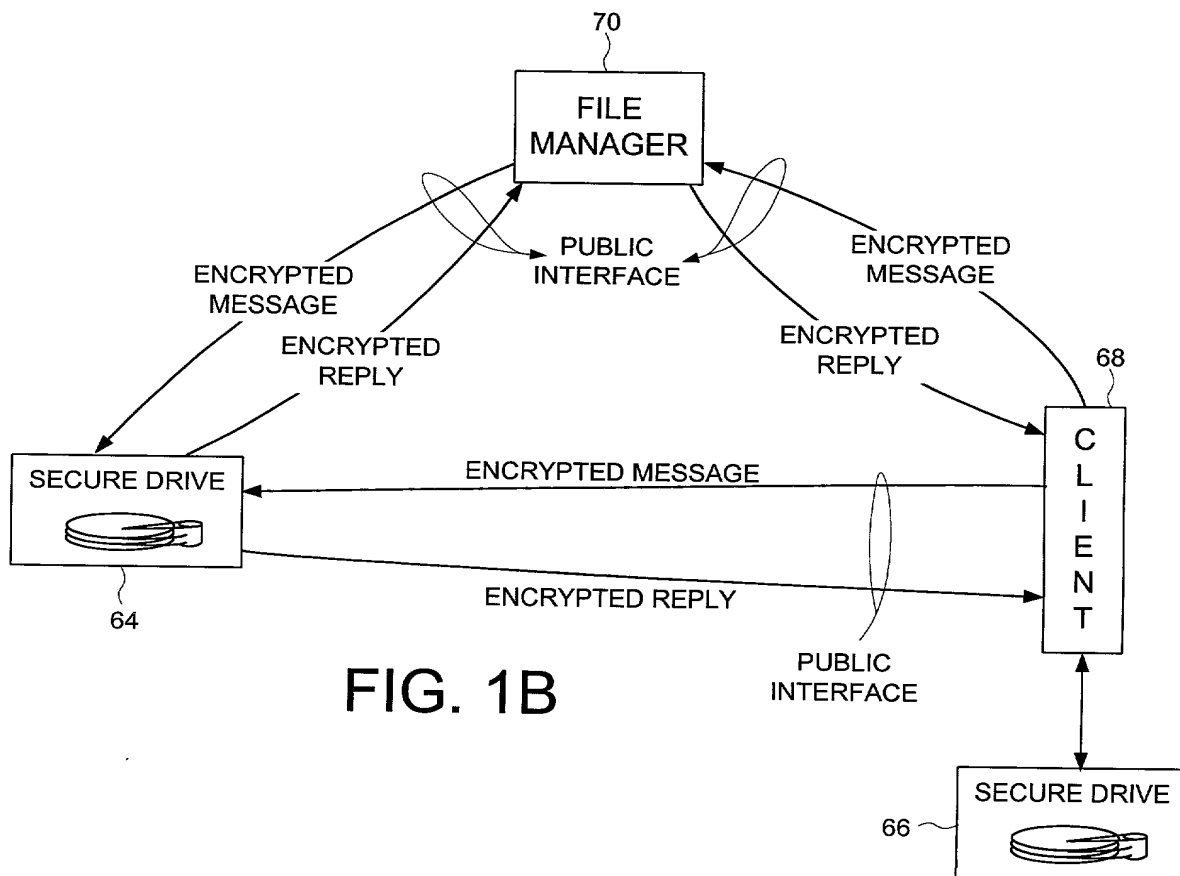 70
FILE
MANAGER
PUBLIC
INTERFACE
ENCRYPTED
MESSAGE
ENCRYPTED
REPLY
ENCRYPTED
MESSAGE
ENCRYPTED
REPLY
68
CLIENT
SECURE DRIVE
64
ENCRYPTED MESSAGE
ENCRYPTED REPLY
PUBLIC
INTERFACE
FIG. 1B
SECURE DRIVE
66